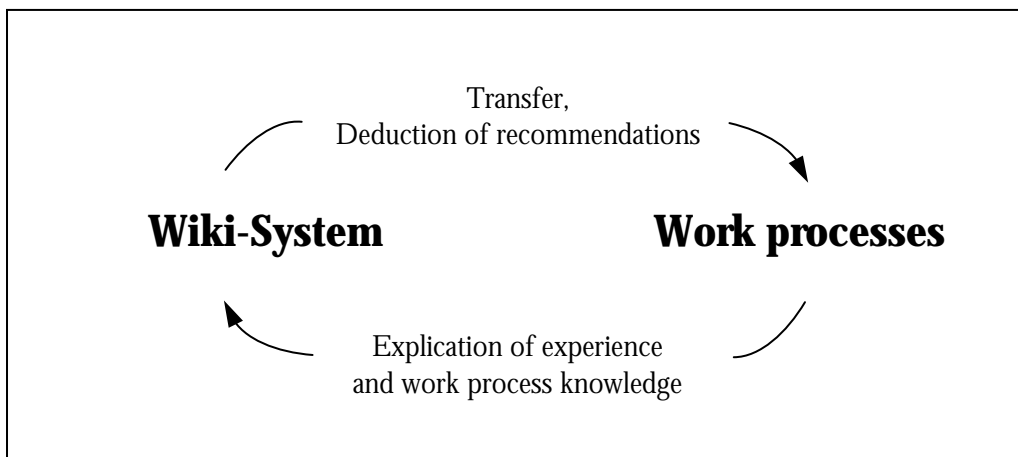 Transfer,
Deduction of recommendations
Wiki-System
Work processes
Explication of experience
and work process knowledge